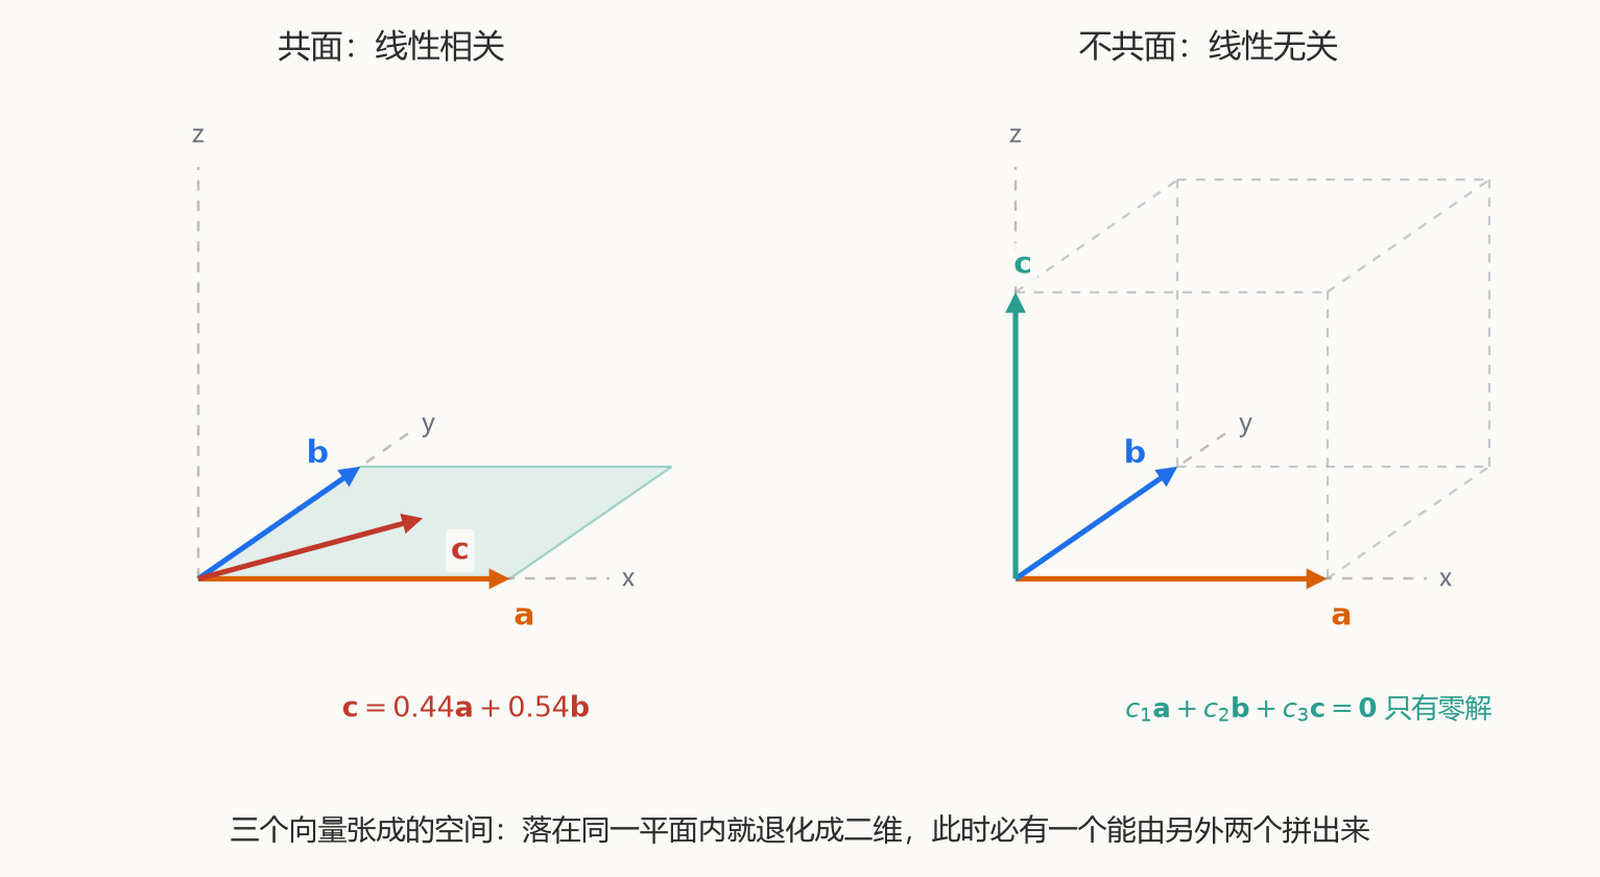 共面：线性相关
不共面：线性无关
z
z
c
y
y
b
b
c
x
x
a
a
c = 0.44a + 0.54b
c₁a + c₂b + c₃c = 0 只有零解
三个向量张成的空间：落在同一平面内就退化成二维，此时必有一个能由另外两个拼出来